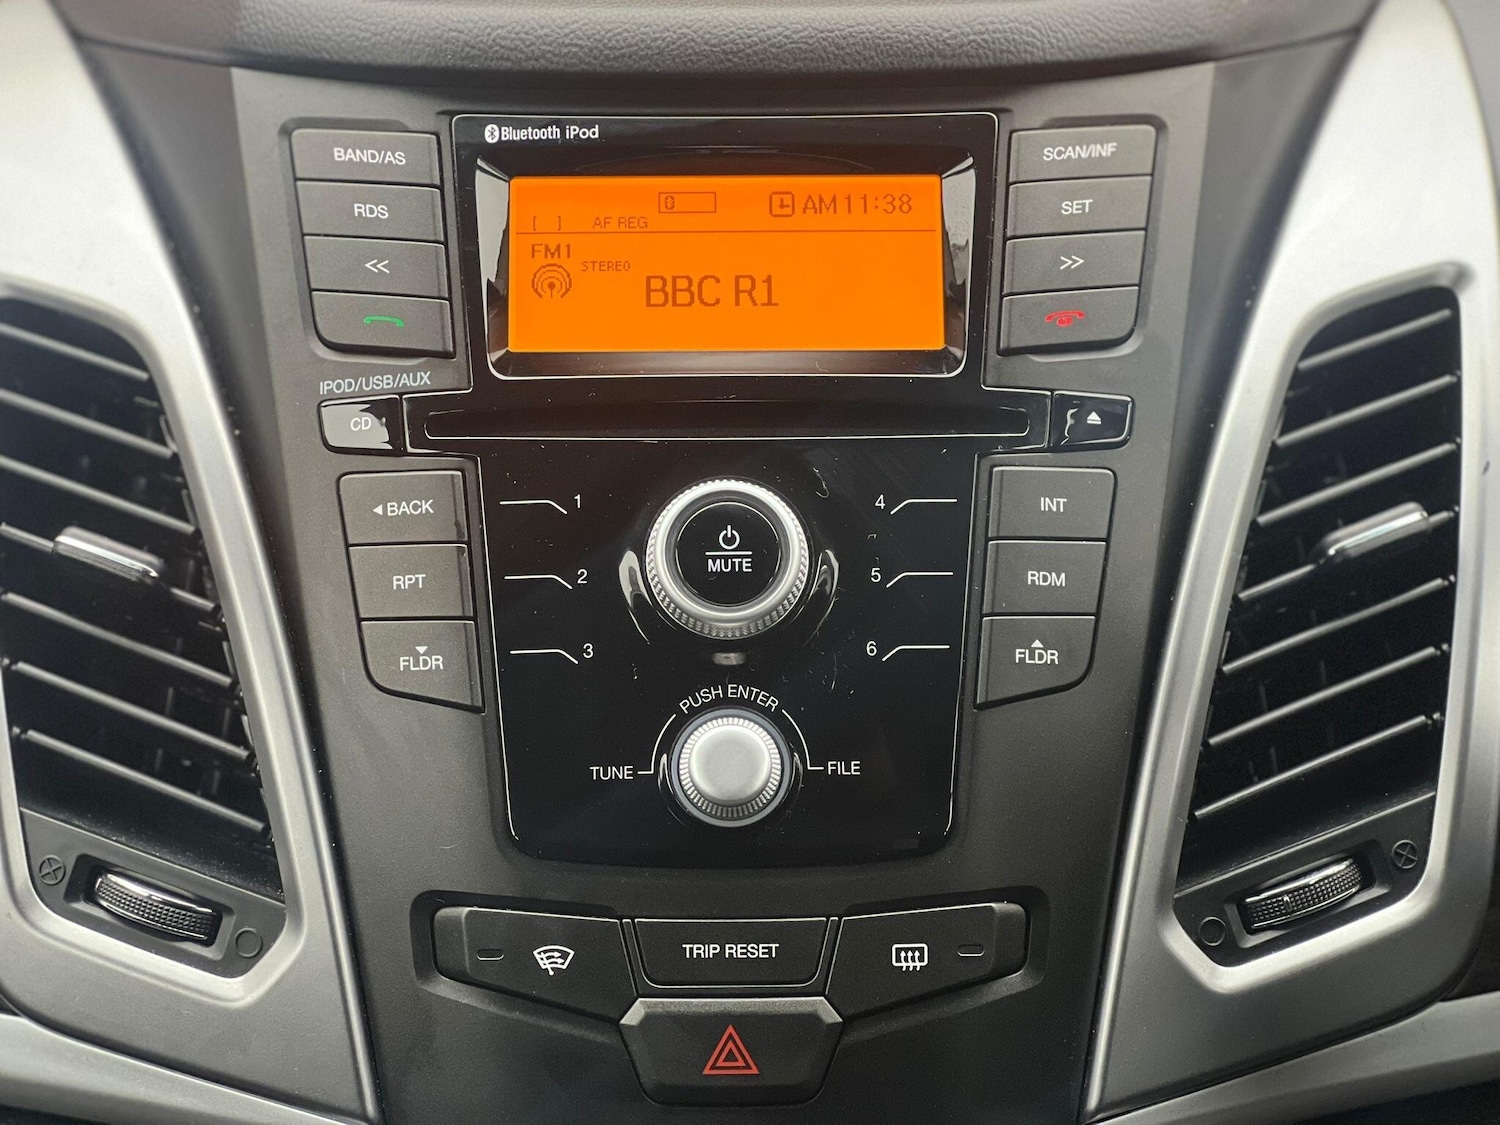 Bluetooth iPod
BAND/AS
RDS
<<
AM11:38
[ ] AF REG
FM1
STEREO
BBC R1
SCAN/INF
SET
>>
IPOD/USB/AUX
CD
BACK
RPT
FLDR
1
2
3
MUTE
4
5
6
INT
RDM
FLDR
PUSH ENTER
TUNE
FILE
TRIP RESET